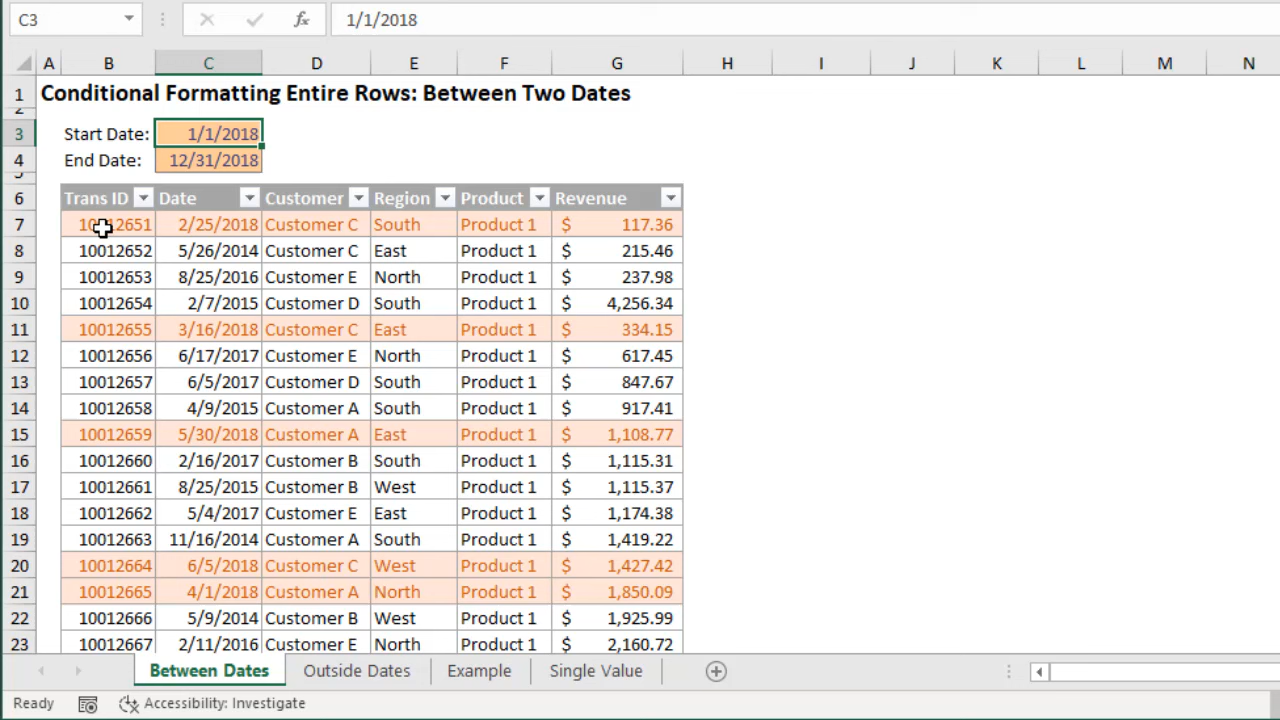 C3 fx 1/1/2018
A B C D E F G H I J K L M N
1 Conditional Formatting Entire Rows: Between Two Dates
2
3 Start Date: 1/1/2018
4 End Date: 12/31/2018
5
6 Trans ID Date Customer Region Product Revenue
7 10012651 2/25/2018 Customer C South Product 1 $ 117.36
8 10012652 5/26/2014 Customer C East Product 1 $ 215.46
9 10012653 8/25/2016 Customer E North Product 1 $ 237.98
10 10012654 2/7/2015 Customer D South Product 1 $ 4,256.34
11 10012655 3/16/2018 Customer C East Product 1 $ 334.15
12 10012656 6/17/2017 Customer E North Product 1 $ 617.45
13 10012657 6/5/2017 Customer D South Product 1 $ 847.67
14 10012658 4/9/2015 Customer A South Product 1 $ 917.41
15 10012659 5/30/2018 Customer A East Product 1 $ 1,108.77
16 10012660 2/16/2017 Customer B South Product 1 $ 1,115.31
17 10012661 8/25/2015 Customer B West Product 1 $ 1,115.37
18 10012662 5/4/2017 Customer E East Product 1 $ 1,174.38
19 10012663 11/16/2014 Customer A South Product 1 $ 1,419.22
20 10012664 6/5/2018 Customer C West Product 1 $ 1,427.42
21 10012665 4/1/2018 Customer A North Product 1 $ 1,850.09
22 10012666 5/9/2014 Customer B West Product 1 $ 1,925.99
23 10012667 2/11/2016 Customer E North Product 1 $ 2,160.72
Between Dates Outside Dates Example Single Value
Ready Accessibility: Investigate